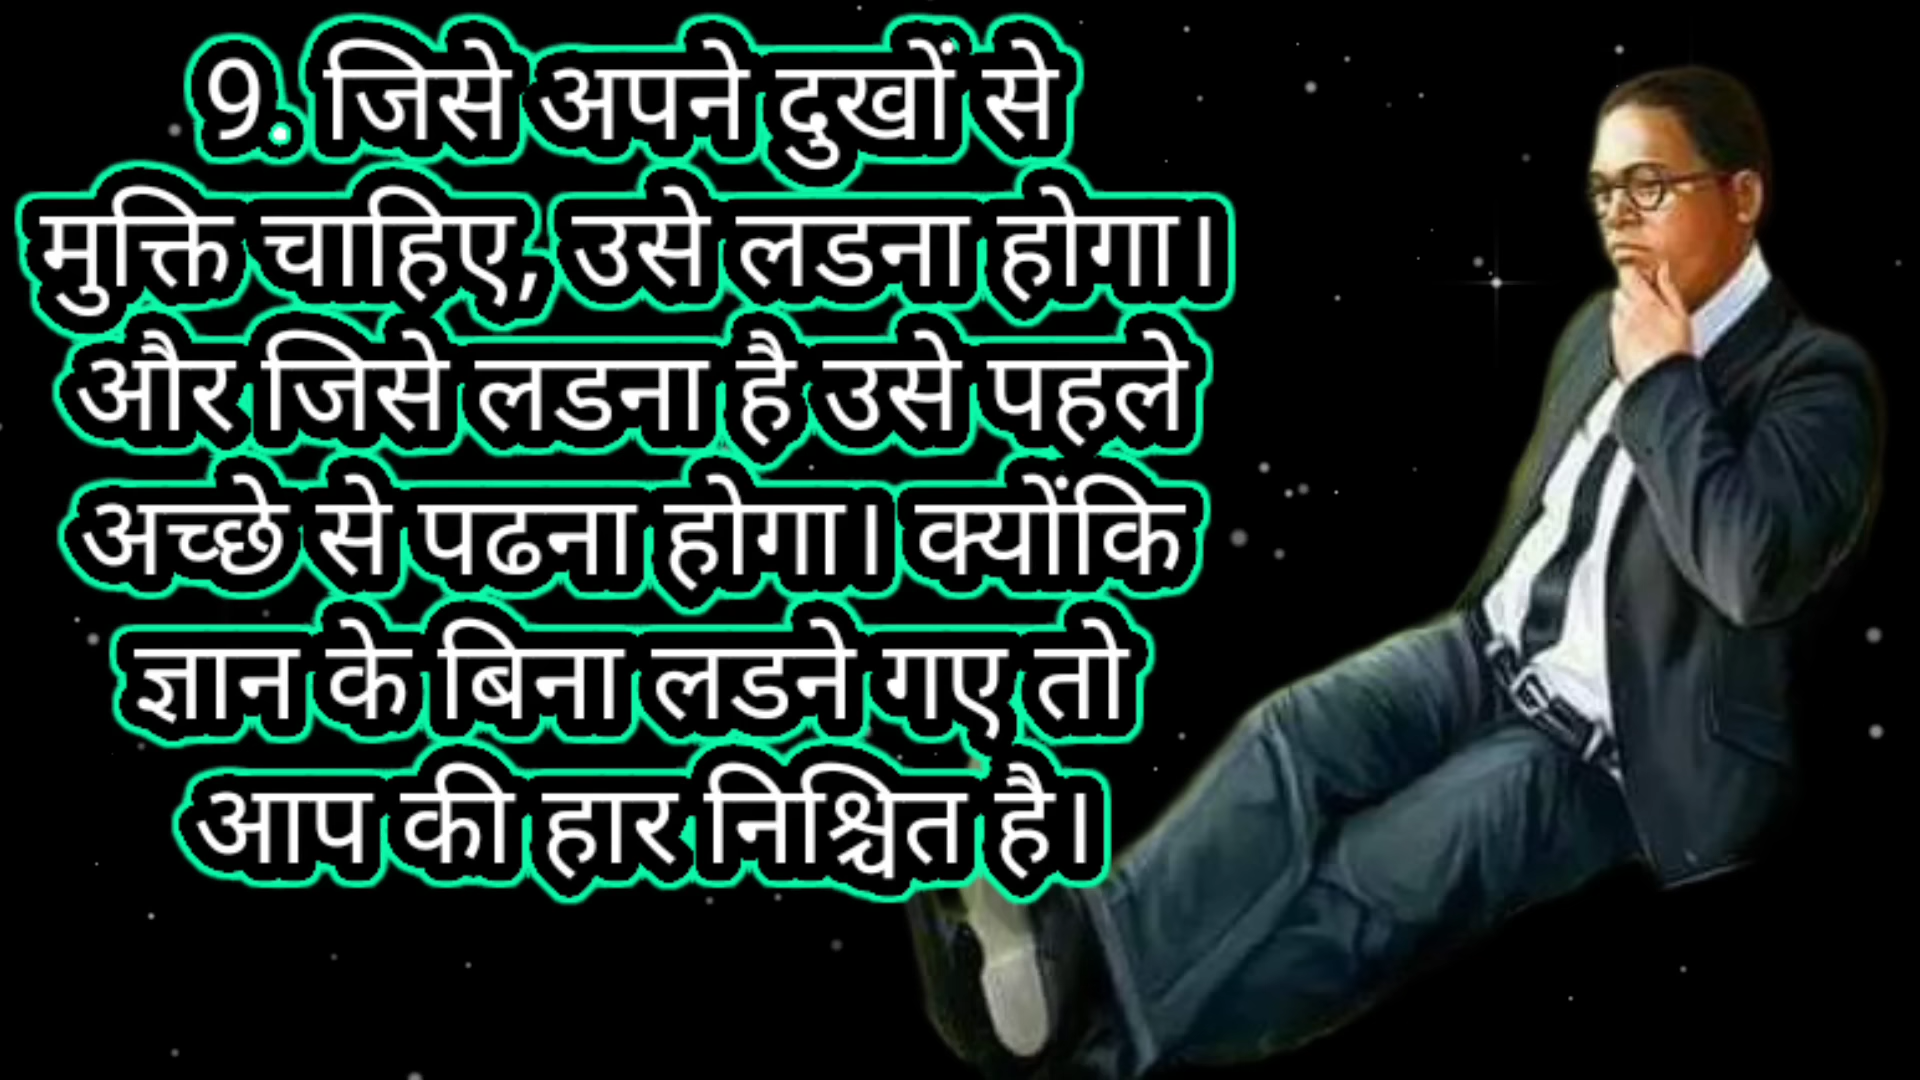 9. जिसे अपने दुखों से
मुक्ति चाहिए, उसे लडना होगा।
और जिसे लडना है उसे पहले
अच्छे से पढना होगा। क्योंकि
ज्ञान के बिना लडने गए तो
आप की हार निश्चित है।